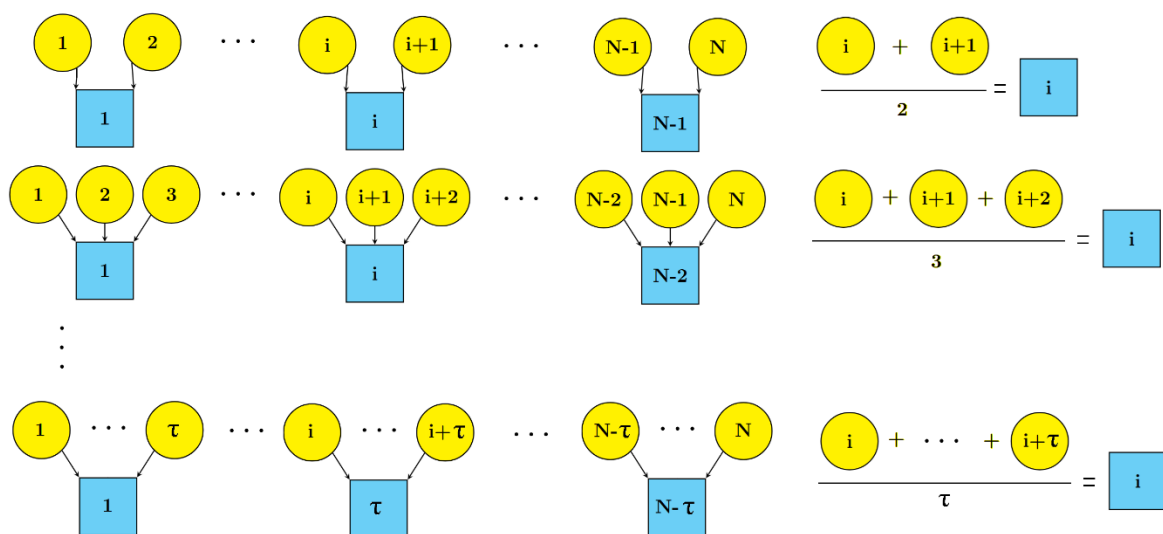 1 2 ... i i+1 ... N-1 N i + i+1
1 i N-1 2 = i
1 2 3 ... i i+1 i+2 ... N-2 N-1 N i + i+1 + i+2
1 i N-2 3 = i
...
1 ... τ ... i ... i+τ ... N-τ ... N i + ... + i+τ
1 τ N-τ τ = i